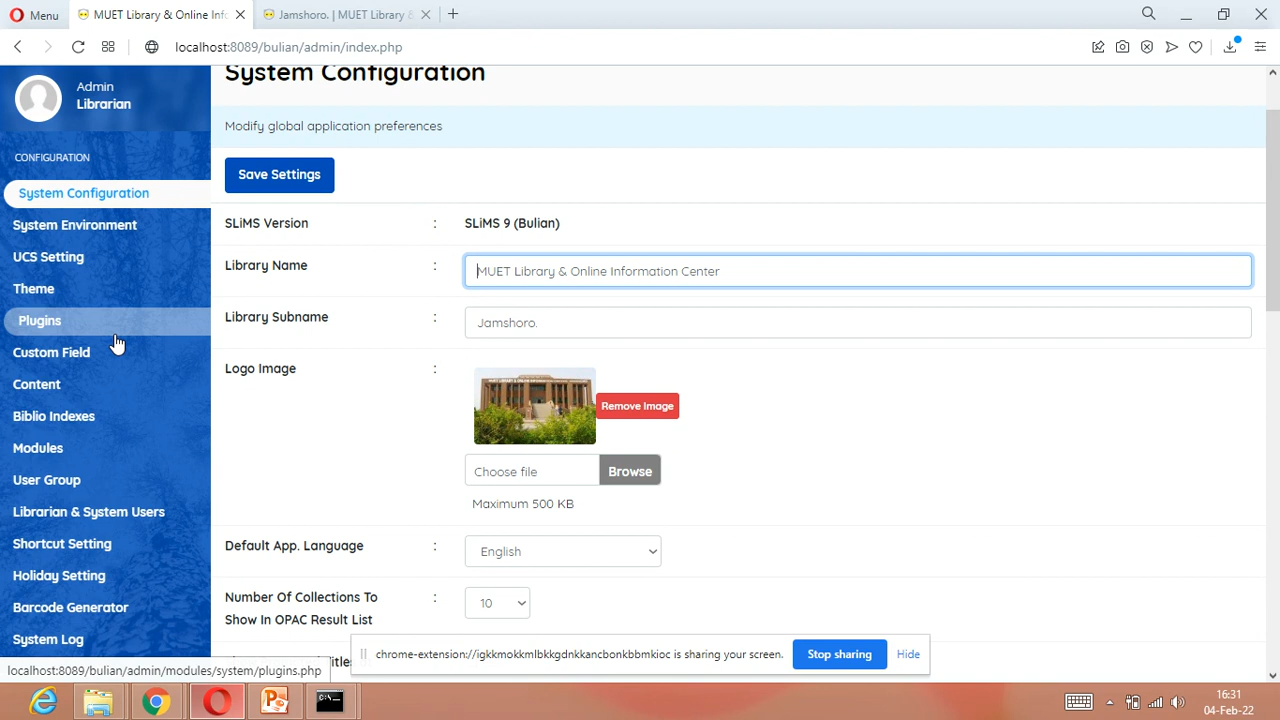 Menu
MUET Library & Online Inf
Jamshoro. | MUET Library &
localhost:8089/bulian/admin/index.php
Admin
Librarian
CONFIGURATION
System Configuration
System Environment
UCS Setting
Theme
Plugins
Custom Field
Content
Biblio Indexes
Modules
User Group
Librarian & System Users
Shortcut Setting
Holiday Setting
Barcode Generator
System Log
System Configuration
Modify global application preferences
Save Settings
SLiMS Version : SLiMS 9 (Bulian)
Library Name : MUET Library & Online Information Center
Library Subname : Jamshoro.
Logo Image :
Remove Image
Choose file Browse
Maximum 500 KB
Default App. Language : English
Number Of Collections To
Show In OPAC Result List : 10
chrome-extension://igkkmokkmlbkkgdnkkancbonkbbmkioc is sharing your screen. Stop sharing Hide
localhost:8089/bulian/admin/modules/system/plugins.php
16:31
04-Feb-22